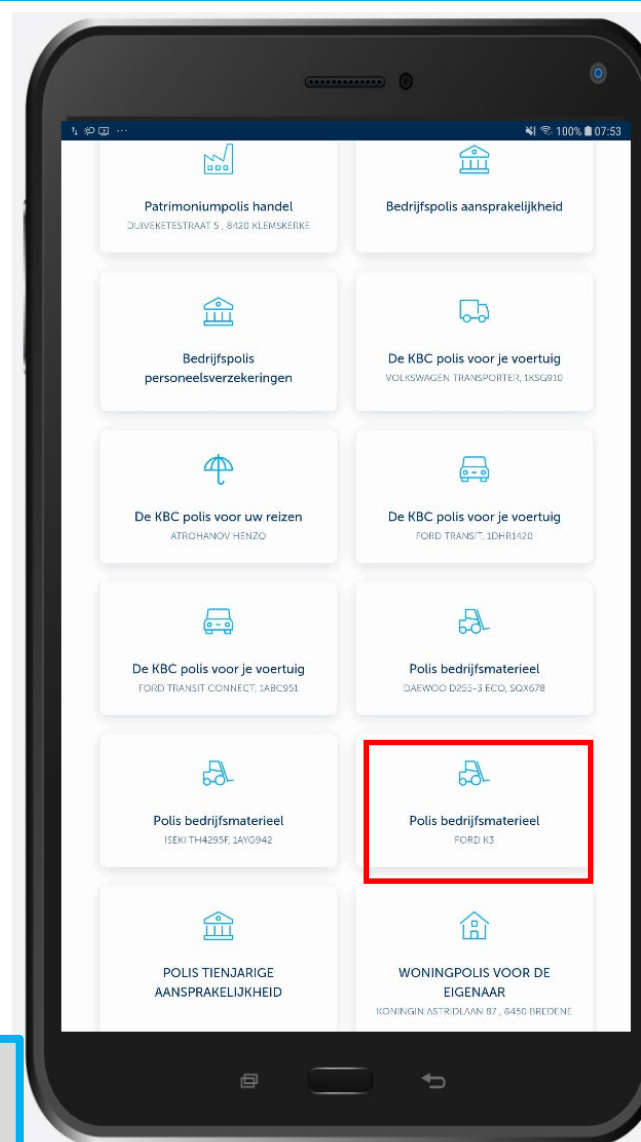 100% 07:53
Patrimoniumpolis handel
DUIVEKETESTRAAT 5 , 8420 KLEMSKERKE
Bedrijfspolis aansprakelijkheid
Bedrijfspolis
personeelsverzekeringen
De KBC polis voor je voertuig
VOLKSWAGEN TRANSPORTER, 1KSG910
De KBC polis voor uw reizen
ATROHANOV HENZO
De KBC polis voor je voertuig
FORD TRANSIT, 1DHR1420
De KBC polis voor je voertuig
FORD TRANSIT CONNECT, 1ABC951
Polis bedrijfsmaterieel
DAEWOO D25S-3 ECO, SQX678
Polis bedrijfsmaterieel
ISEKI TH4295F, 1AYG942
Polis bedrijfsmaterieel
FORD K3
POLIS TIENJARIGE
AANSPRAKELIJKHEID
WONINGPOLIS VOOR DE
EIGENAAR
KONINGIN ASTRIDLAAN 87 , 8450 BREDENE